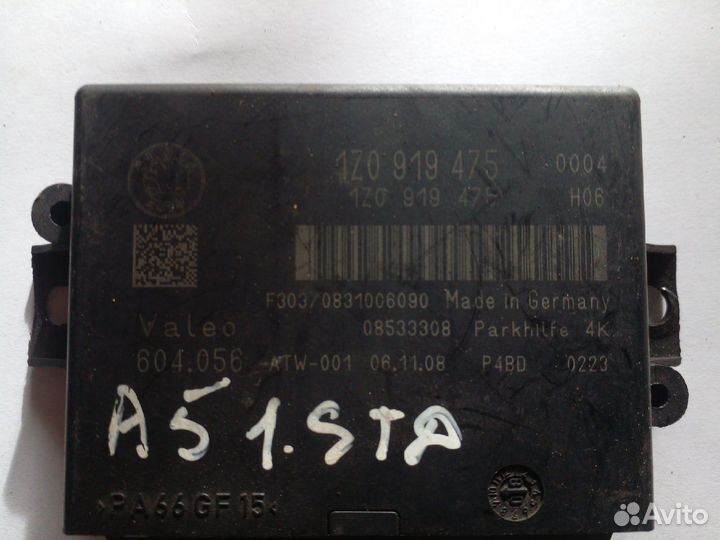 1Z0 919 475 0004
1Z0 919 475 H06
F303/0831006090 Made in Germany
Valeo 08533308 Parkhilfe 4K
604.056 -ATW-001 06.11.08 P4BD 0223
A5 1.8TД
>PA66 GF15<
Avito